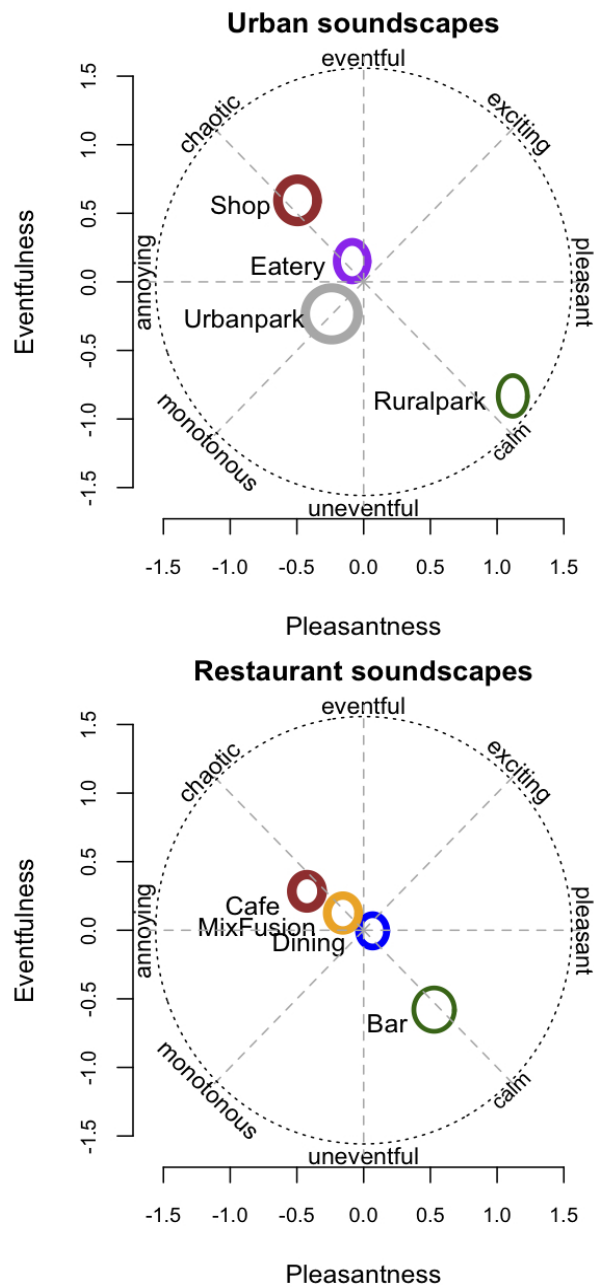 Urban soundscapes
eventful
chaotic
exciting
annoying
pleasant
monotonous
calm
uneventful
Shop
Eatery
Urbanpark
Ruralpark
Eventfulness
1.5
1.0
0.5
0.0
-0.5
-1.0
-1.5
-1.5 -1.0 -0.5 0.0 0.5 1.0 1.5
Pleasantness
Restaurant soundscapes
eventful
chaotic
exciting
annoying
pleasant
monotonous
calm
uneventful
Cafe
MixFusion
Dining
Bar
Eventfulness
1.5
1.0
0.5
0.0
-0.5
-1.0
-1.5
-1.5 -1.0 -0.5 0.0 0.5 1.0 1.5
Pleasantness